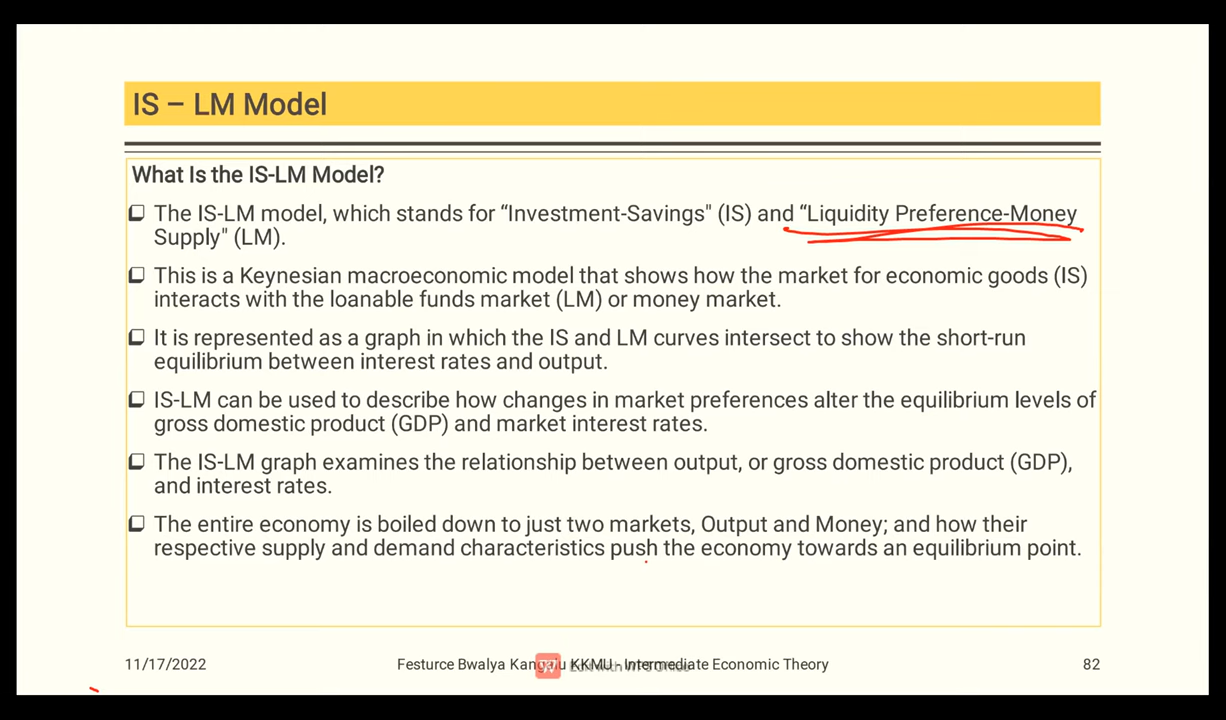 IS – LM Model
What Is the IS-LM Model?
❑ The IS-LM model, which stands for “Investment-Savings" (IS) and “Liquidity Preference-Money
Supply" (LM).
❑ This is a Keynesian macroeconomic model that shows how the market for economic goods (IS)
interacts with the loanable funds market (LM) or money market.
❑ It is represented as a graph in which the IS and LM curves intersect to show the short-run
equilibrium between interest rates and output.
❑ IS-LM can be used to describe how changes in market preferences alter the equilibrium levels of
gross domestic product (GDP) and market interest rates.
❑ The IS-LM graph examines the relationship between output, or gross domestic product (GDP),
and interest rates.
❑ The entire economy is boiled down to just two markets, Output and Money; and how their
respective supply and demand characteristics push the economy towards an equilibrium point.
11/17/2022 Festurce Bwalya KKMU - Intermediate Economic Theory 82